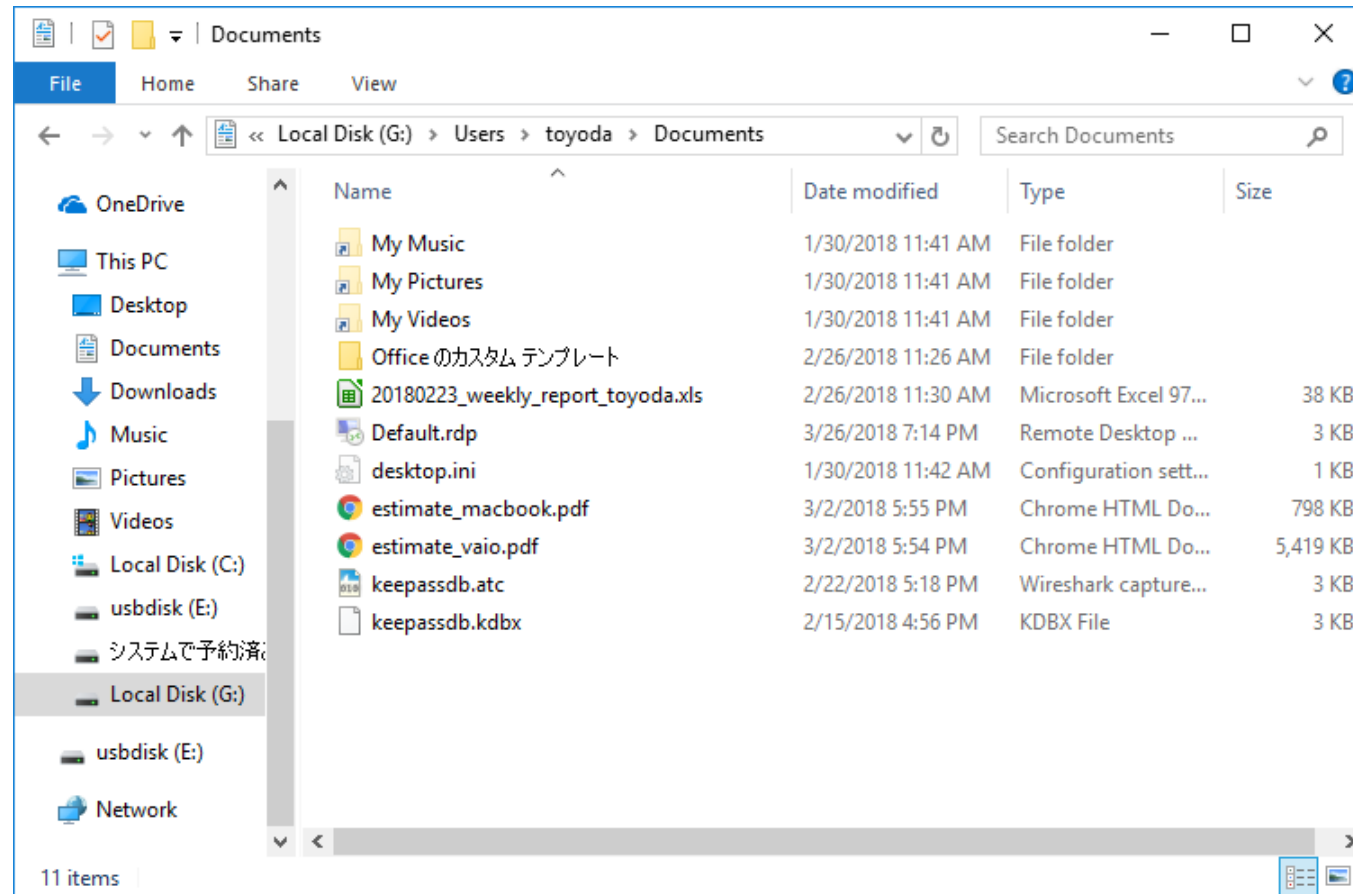 Documents
File Home Share View
« Local Disk (G:) › Users › toyoda › Documents
Search Documents
OneDrive
This PC
Desktop
Documents
Downloads
Music
Pictures
Videos
Local Disk (C:)
usbdisk (E:)
システムで予約済
Local Disk (G:)
usbdisk (E:)
Network
Name Date modified Type Size
My Music 1/30/2018 11:41 AM File folder
My Pictures 1/30/2018 11:41 AM File folder
My Videos 1/30/2018 11:41 AM File folder
Office のカスタム テンプレート 2/26/2018 11:26 AM File folder
20180223_weekly_report_toyoda.xls 2/26/2018 11:30 AM Microsoft Excel 97... 38 KB
Default.rdp 3/26/2018 7:14 PM Remote Desktop ... 3 KB
desktop.ini 1/30/2018 11:42 AM Configuration sett... 1 KB
estimate_macbook.pdf 3/2/2018 5:55 PM Chrome HTML Do... 798 KB
estimate_vaio.pdf 3/2/2018 5:54 PM Chrome HTML Do... 5,419 KB
keepassdb.atc 2/22/2018 5:18 PM Wireshark capture... 3 KB
keepassdb.kdbx 2/15/2018 4:56 PM KDBX File 3 KB
11 items